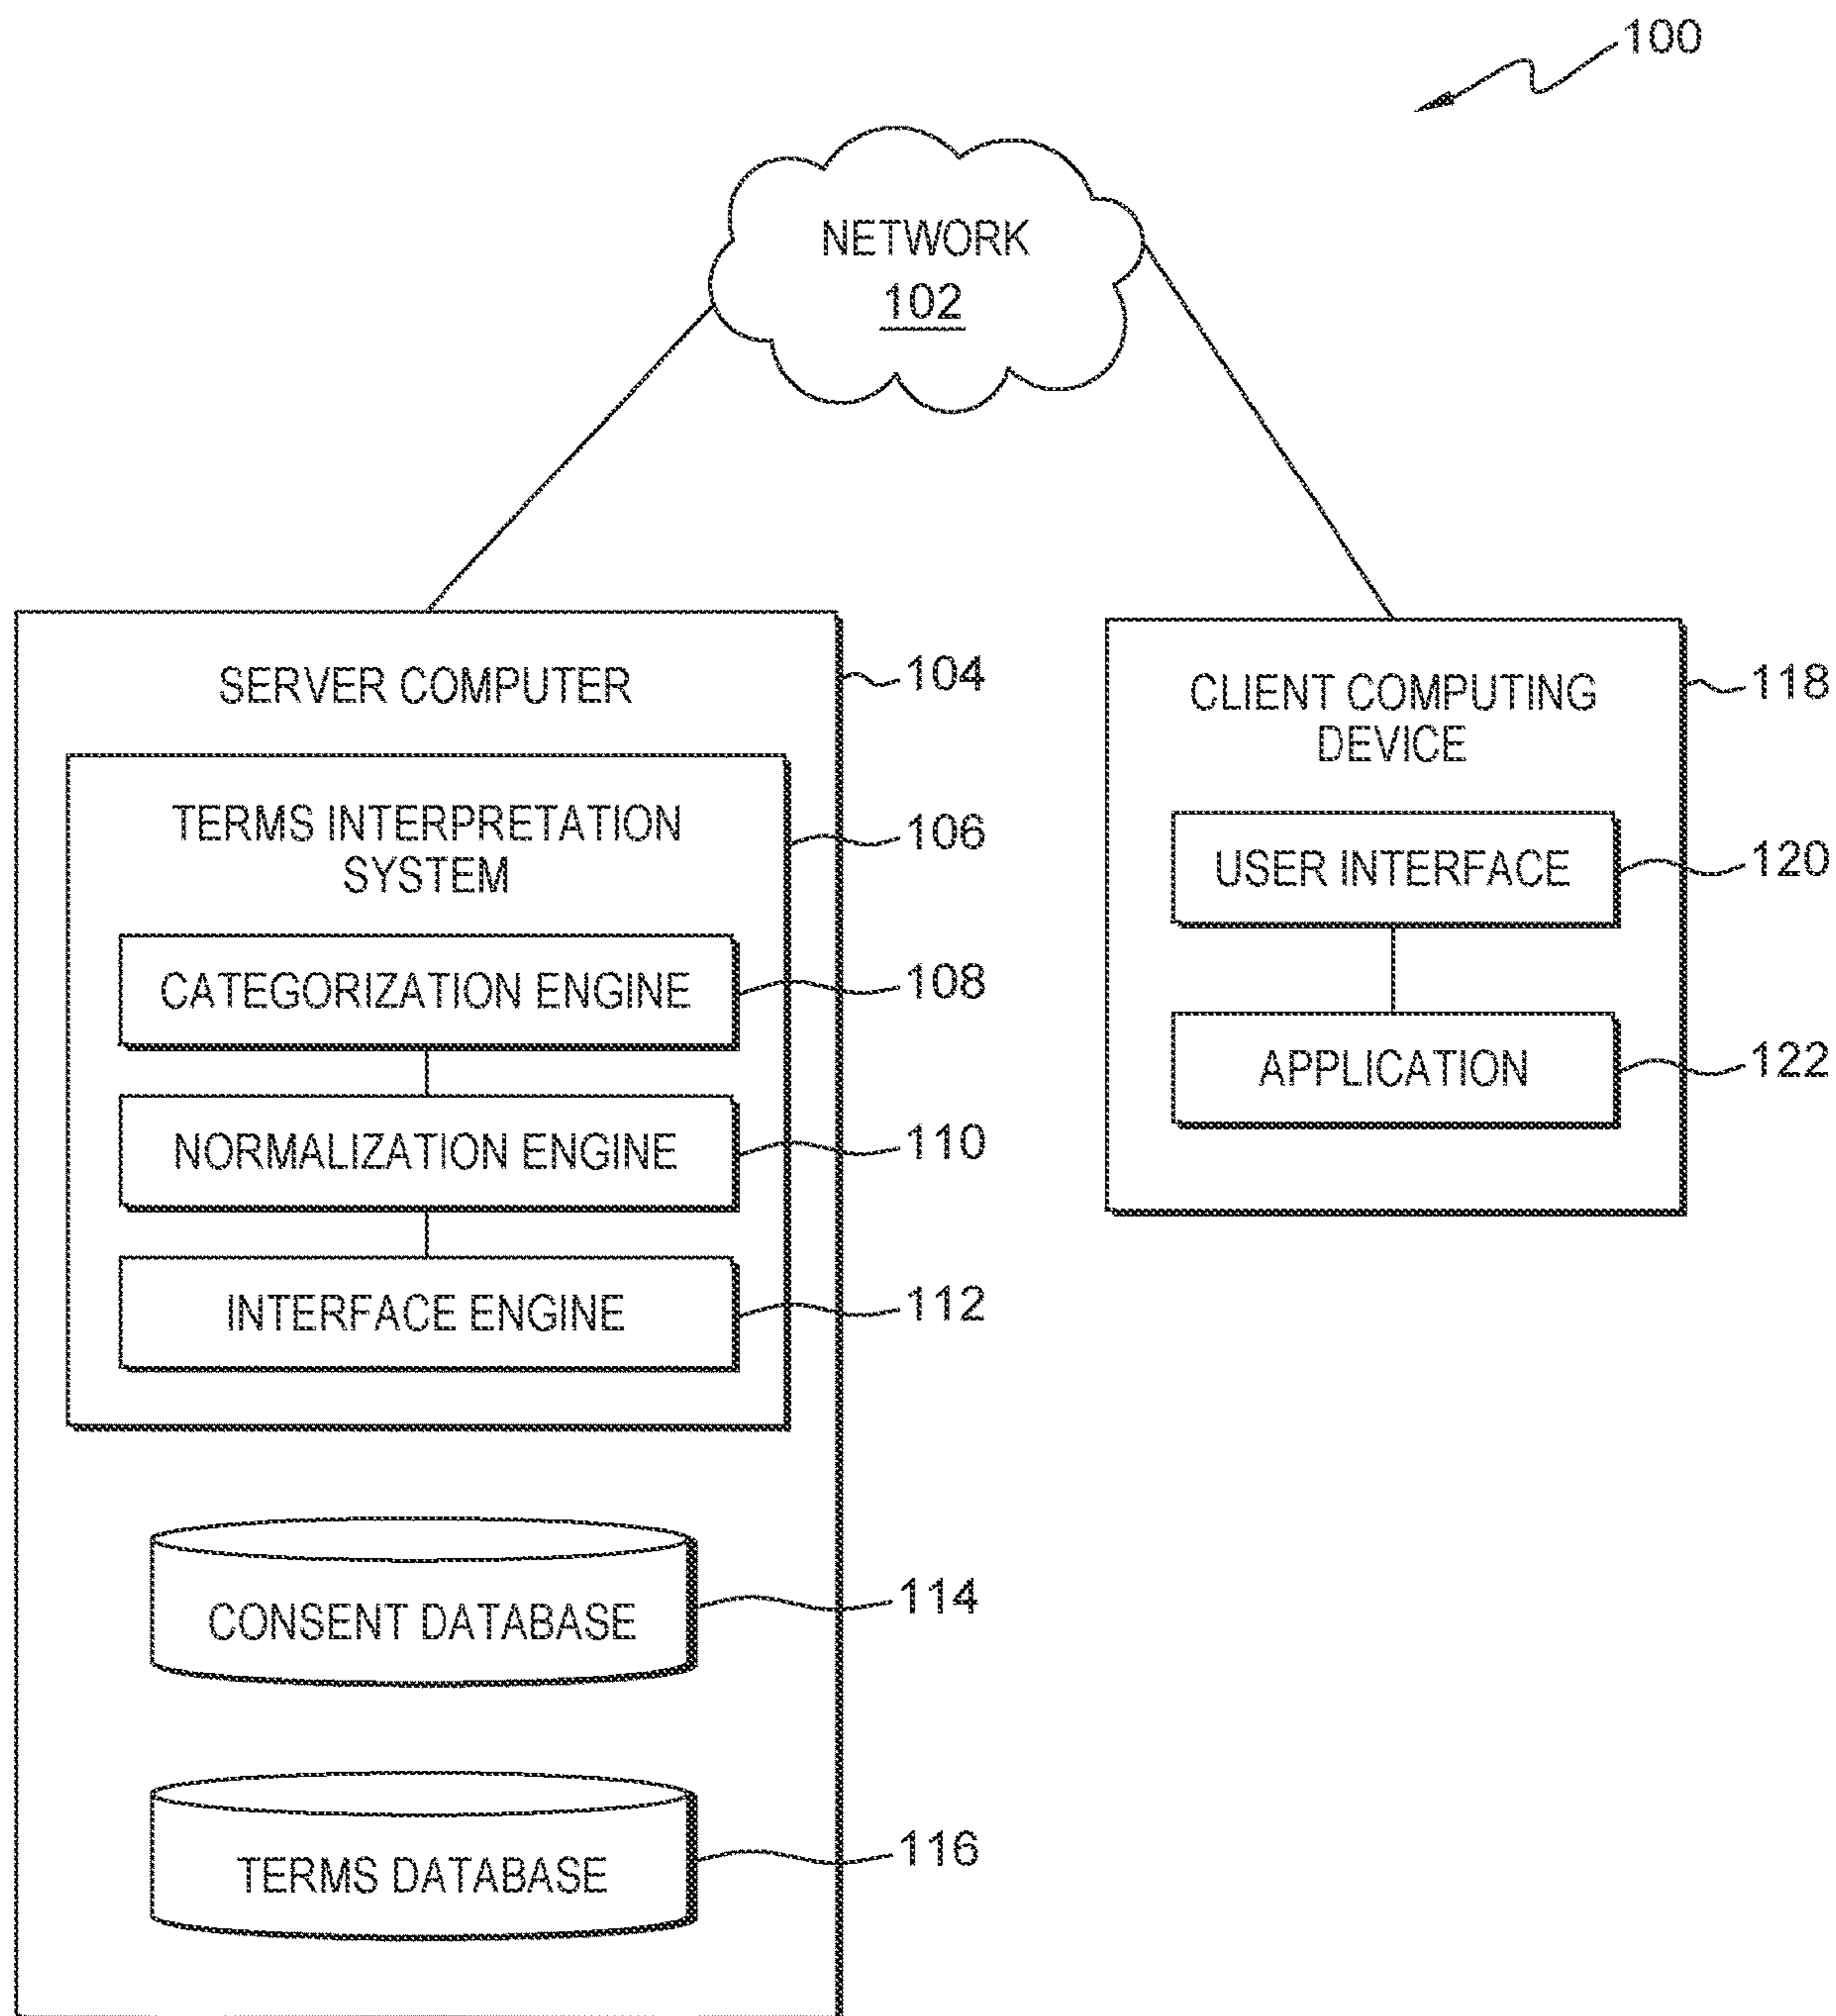 100
NETWORK
102
SERVER COMPUTER
104
TERMS INTERPRETATION
SYSTEM
106
CATEGORIZATION ENGINE
108
NORMALIZATION ENGINE
110
INTERFACE ENGINE
112
CONSENT DATABASE
114
TERMS DATABASE
116
CLIENT COMPUTING
DEVICE
118
USER INTERFACE
120
APPLICATION
122